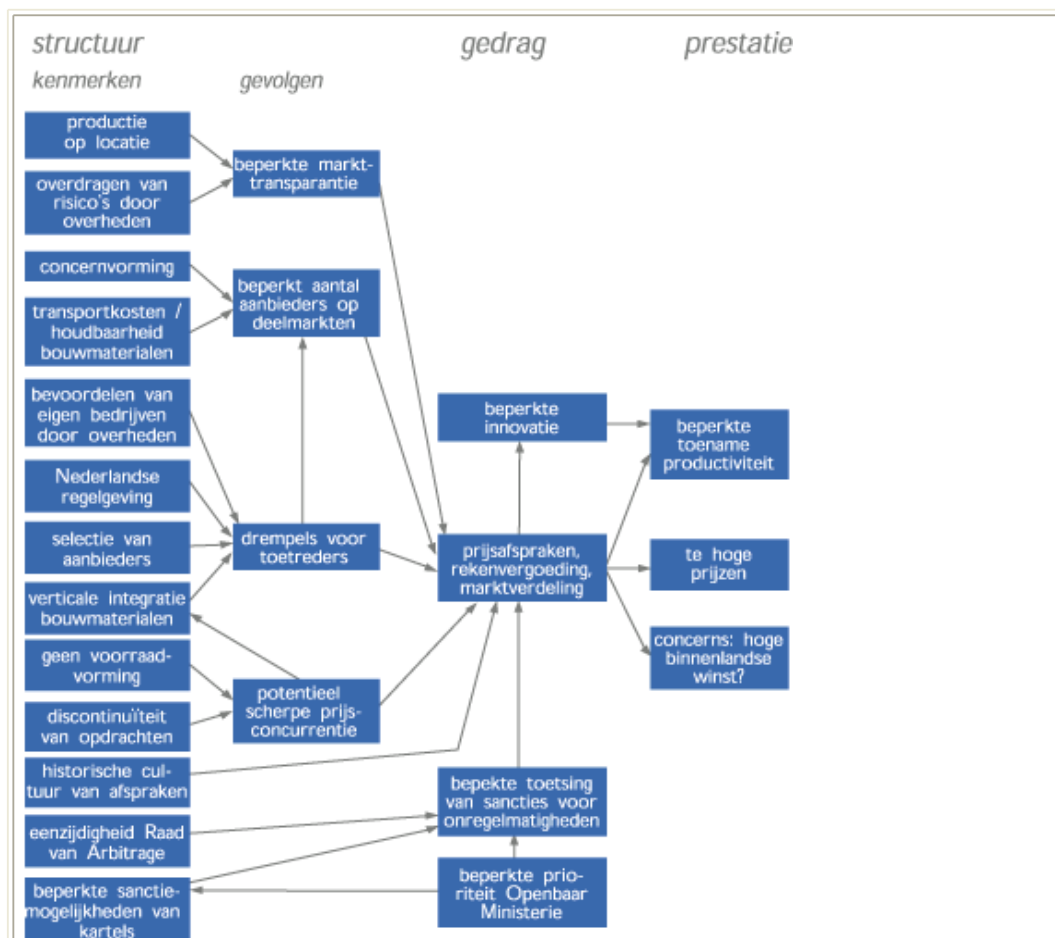 structuur
gedrag
prestatie
kenmerken
gevolgen
productie
op locatie
overdragen van
risico's door
overheden
concernvorming
transportkosten /
houdbaarheid
bouwmaterialen
bevoordelen van
eigen bedrijven
door overheden
Nederlandse
regelgeving
selectie van
aanbieders
verticale integratie
bouwmaterialen
geen voorraad-
vorming
discontinuïteit
van opdrachten
historische cul-
tuur van afspraken
eenzijdigheid Raad
van Arbitrage
beperkte sanctie-
mogelijkheden van
kartels
beperkte markt-
transparantie
beperkt aantal
aanbieders op
deelmarkten
drempels voor
toetreders
potentieel
scherpe prijs-
concurrentie
beperkte
innovatie
prijsafspraken,
rekenvergoeding,
marktverdeling
bepekte toetsing
van sancties voor
onregelmatigheden
beperkte prio-
riteit Openbaar
Ministerie
beperkte
toename
productiviteit
te hoge
prijzen
concerns: hoge
binnenlandse
winst?